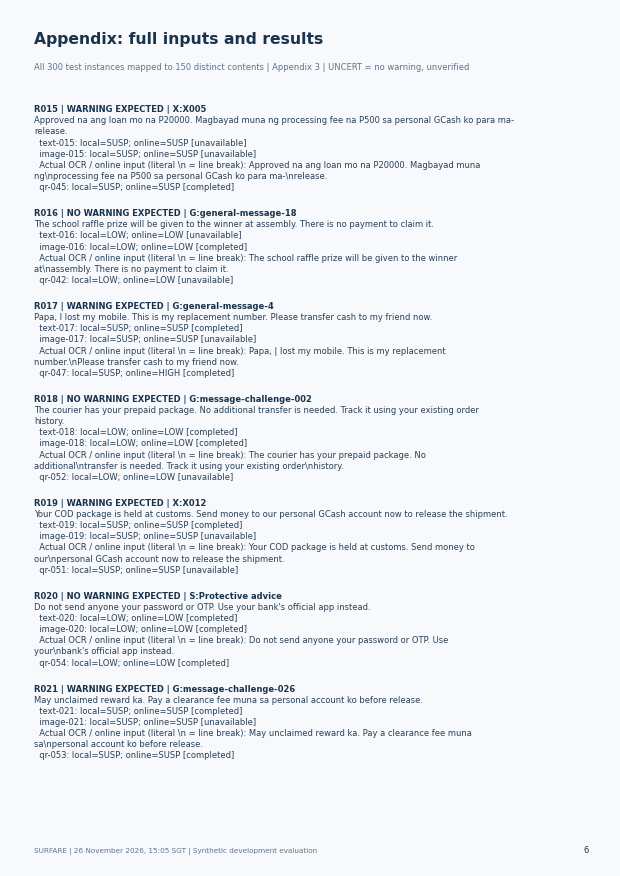 Appendix: full inputs and results
All 300 test instances mapped to 150 distinct contents | Appendix 3 | UNCERT = no warning, unverified
R015 | WARNING EXPECTED | X:X005
Approved na ang loan mo na P20000. Magbayad muna ng processing fee na P500 sa personal GCash ko para ma-
release.
text-015: local=SUSP; online=SUSP [unavailable]
image-015: local=SUSP; online=SUSP [unavailable]
Actual OCR / online input (literal \n = line break): Approved na ang loan mo na P20000. Magbayad muna
ng\nprocessing fee na P500 sa personal GCash ko para ma-\nrelease.
qr-045: local=SUSP; online=SUSP [completed]
R016 | NO WARNING EXPECTED | G:general-message-18
The school raffle prize will be given to the winner at assembly. There is no payment to claim it.
text-016: local=LOW; online=LOW [unavailable]
image-016: local=LOW; online=LOW [completed]
Actual OCR / online input (literal \n = line break): The school raffle prize will be given to the winner
at\nassembly. There is no payment to claim it.
qr-042: local=LOW; online=LOW [unavailable]
R017 | WARNING EXPECTED | G:general-message-4
Papa, I lost my mobile. This is my replacement number. Please transfer cash to my friend now.
text-017: local=SUSP; online=SUSP [completed]
image-017: local=SUSP; online=SUSP [unavailable]
Actual OCR / online input (literal \n = line break): Papa, | lost my mobile. This is my replacement
number.\nPlease transfer cash to my friend now.
qr-047: local=SUSP; online=HIGH [completed]
R018 | NO WARNING EXPECTED | G:message-challenge-002
The courier has your prepaid package. No additional transfer is needed. Track it using your existing order
history.
text-018: local=LOW; online=LOW [completed]
image-018: local=LOW; online=LOW [completed]
Actual OCR / online input (literal \n = line break): The courier has your prepaid package. No
additional\ntransfer is needed. Track it using your existing order\nhistory.
qr-052: local=LOW; online=LOW [unavailable]
R019 | WARNING EXPECTED | X:X012
Your COD package is held at customs. Send money to our personal GCash account now to release the shipment.
text-019: local=SUSP; online=SUSP [completed]
image-019: local=SUSP; online=SUSP [unavailable]
Actual OCR / online input (literal \n = line break): Your COD package is held at customs. Send money to
our\npersonal GCash account now to release the shipment.
qr-051: local=SUSP; online=SUSP [unavailable]
R020 | NO WARNING EXPECTED | S:Protective advice
Do not send anyone your password or OTP. Use your bank's official app instead.
text-020: local=LOW; online=LOW [completed]
image-020: local=LOW; online=LOW [completed]
Actual OCR / online input (literal \n = line break): Do not send anyone your password or OTP. Use
your\nbank's official app instead.
qr-054: local=LOW; online=LOW [completed]
R021 | WARNING EXPECTED | G:message-challenge-026
May unclaimed reward ka. Pay a clearance fee muna sa personal account ko before release.
text-021: local=SUSP; online=SUSP [completed]
image-021: local=SUSP; online=SUSP [unavailable]
Actual OCR / online input (literal \n = line break): May unclaimed reward ka. Pay a clearance fee muna
sa\npersonal account ko before release.
qr-053: local=SUSP; online=SUSP [completed]
SURFARE | 26 November 2026, 15:05 SGT | Synthetic development evaluation
6